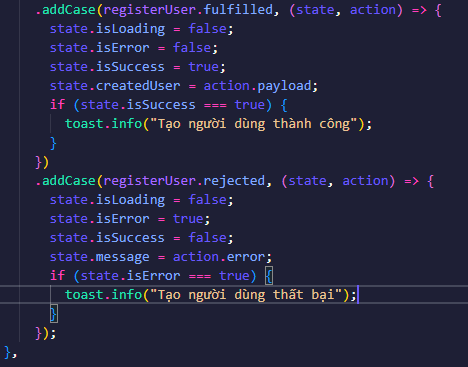 .addCase(registerUser.fulfilled, (state, action) => {
state.isLoading = false;
state.isError = false;
state.isSuccess = true;
state.createdUser = action.payload;
if (state.isSuccess === true) {
toast.info("Tạo người dùng thành công");
}
})
.addCase(registerUser.rejected, (state, action) => {
state.isLoading = false;
state.isError = true;
state.isSuccess = false;
state.message = action.error;
if (state.isError === true) {
toast.info("Tạo người dùng thất bại");
}
});
},